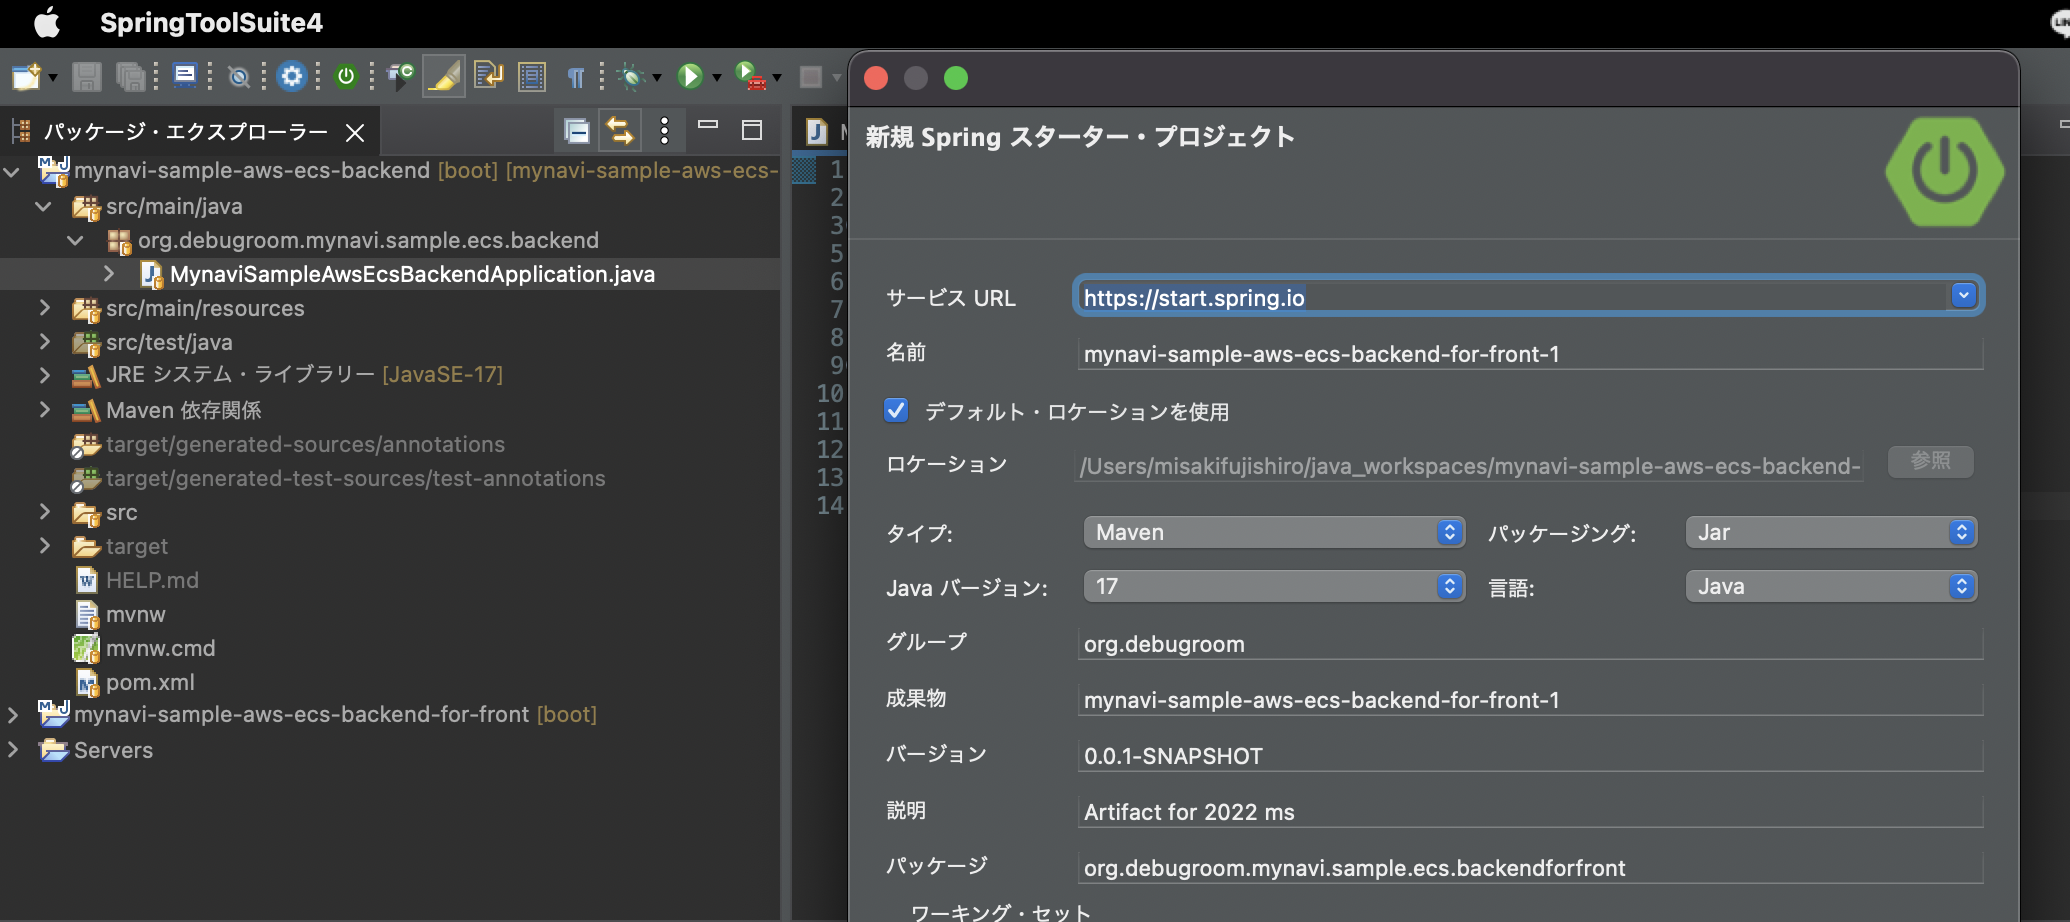 SpringToolSuite4
パッケージ・エクスプローラー
mynavi-sample-aws-ecs-backend [boot] [mynavi-sample-aws-ecs-
src/main/java
org.debugroom.mynavi.sample.ecs.backend
MynaviSampleAwsEcsBackendApplication.java
src/main/resources
src/test/java
JRE システム・ライブラリー [JavaSE-17]
Maven 依存関係
target/generated-sources/annotations
target/generated-test-sources/test-annotations
src
target
HELP.md
mvnw
mvnw.cmd
pom.xml
mynavi-sample-aws-ecs-backend-for-front [boot]
Servers
1
2
3
5
6
7
8
9
10
11
12
13
14
新規 Spring スターター・プロジェクト
サービス URL https://start.spring.io
名前 mynavi-sample-aws-ecs-backend-for-front-1
デフォルト・ロケーションを使用
ロケーション /Users/misakifujishiro/java_workspaces/mynavi-sample-aws-ecs-backend- 参照
タイプ: Maven パッケージング: Jar
Java バージョン: 17 言語: Java
グループ org.debugroom
成果物 mynavi-sample-aws-ecs-backend-for-front-1
バージョン 0.0.1-SNAPSHOT
説明 Artifact for 2022 ms
パッケージ org.debugroom.mynavi.sample.ecs.backendforfront
ワーキング・セット